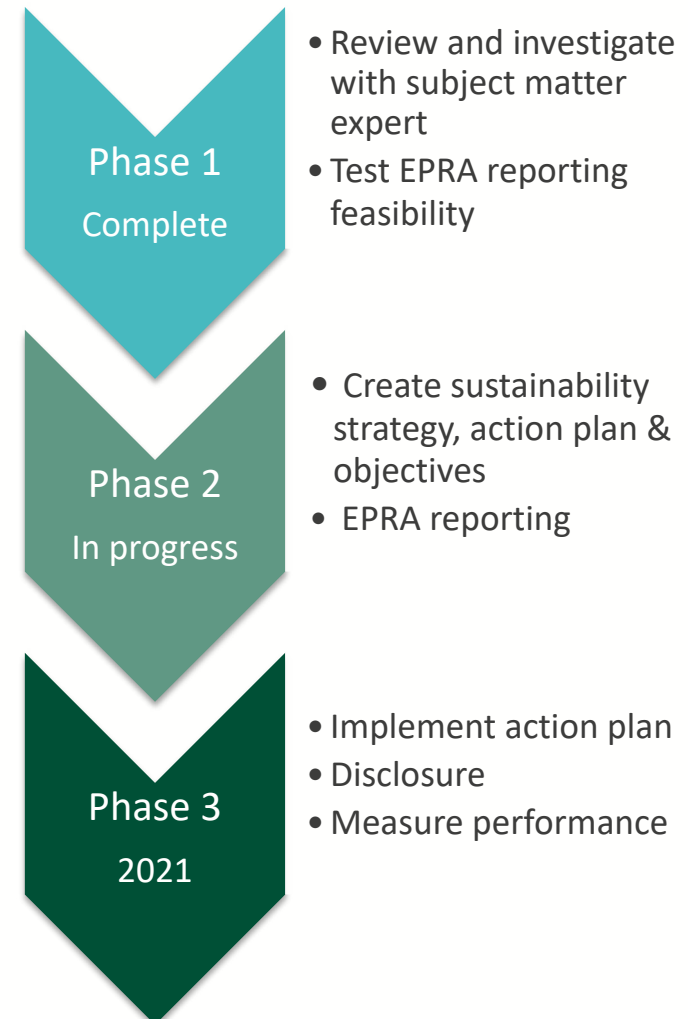 Phase 1
Complete
• Review and investigate
with subject matter
expert
• Test EPRA reporting
feasibility
Phase 2
In progress
• Create sustainability
strategy, action plan &
objectives
• EPRA reporting
Phase 3
2021
• Implement action plan
• Disclosure
• Measure performance